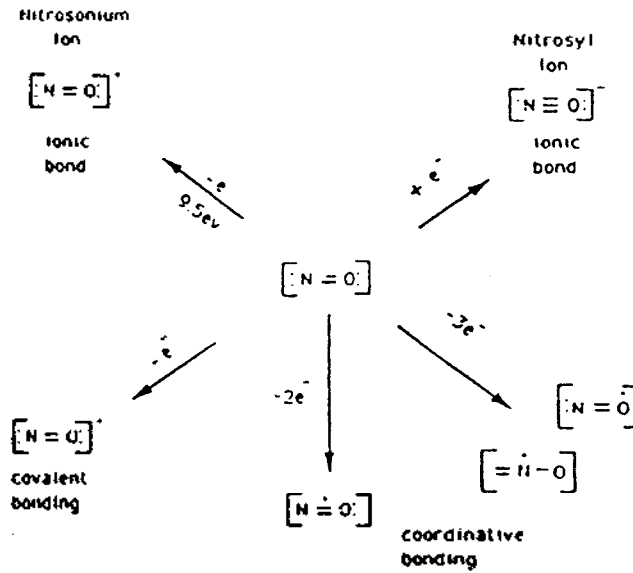 Nitrosonium
Ion
[:N = O:]⁺
Ionic
bond
Nitrosyl
Ion
[:N ≡ O:]⁻
Ionic
bond
-e
9.5ev
x e⁻
[:N = O:]
-e⁻
-2e⁻
-3e⁻
[:N = O:]⁺
covalent
bonding
[:N ∸ O:]
coordinative
bonding
[:N = Ȯ]
[= Ṅ - O]